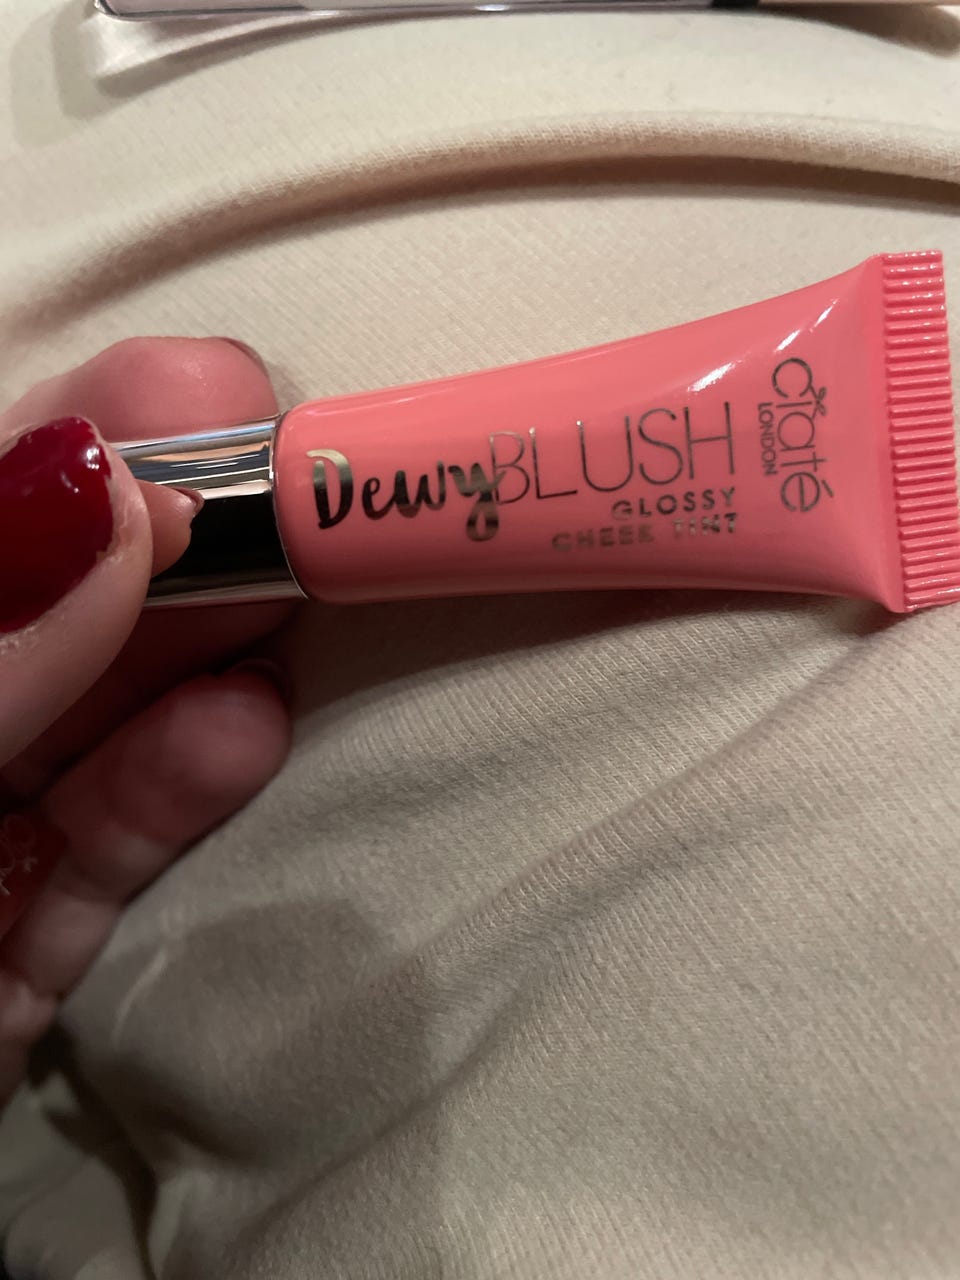 DewyBLUSH
GLOSSY
CHEEK TINT
ciaté
LONDON